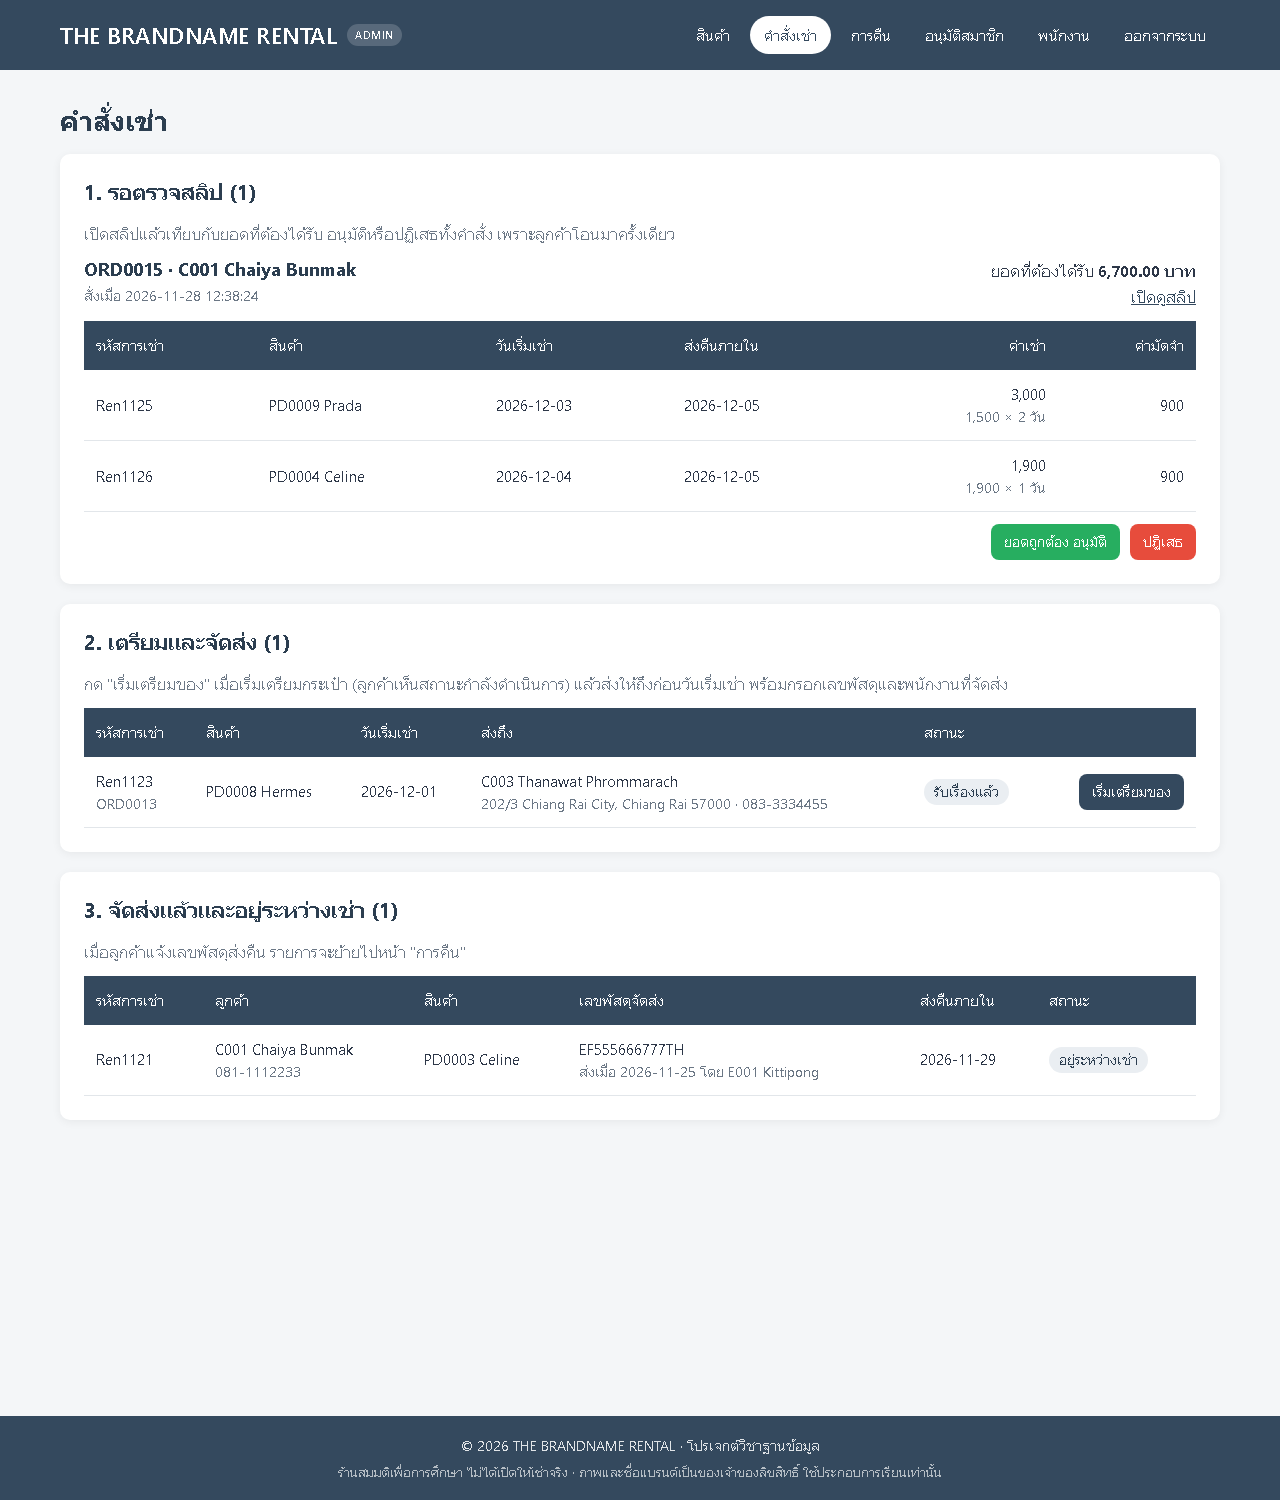 THE BRANDNAME RENTAL ADMIN สินค้า คำสั่งเช่า การคืน อนุมัติสมาชิก พนักงาน ออกจากระบบ
คำสั่งเช่า
1. รอตรวจสลิป (1)
เปิดสลิปแล้วเทียบกับยอดที่ต้องได้รับ อนุมัติหรือปฏิเสธทั้งคำสั่ง เพราะลูกค้าโอนมาครั้งเดียว
ORD0015 · C001 Chaiya Bunmak ยอดที่ต้องได้รับ 6,700.00 บาท
สั่งเมื่อ 2026-11-28 12:38:24 เปิดดูสลิป
รหัสการเช่า สินค้า วันเริ่มเช่า ส่งคืนภายใน ค่าเช่า ค่ามัดจำ
Ren1125 PD0009 Prada 2026-12-03 2026-12-05 3,000 900
1,500 × 2 วัน
Ren1126 PD0004 Celine 2026-12-04 2026-12-05 1,900 900
1,900 × 1 วัน
ยอดถูกต้อง อนุมัติ ปฏิเสธ
2. เตรียมและจัดส่ง (1)
กด "เริ่มเตรียมของ" เมื่อเริ่มเตรียมกระเป๋า (ลูกค้าเห็นสถานะกำลังดำเนินการ) แล้วส่งให้ถึงก่อนวันเริ่มเช่า พร้อมกรอกเลขพัสดุและพนักงานที่จัดส่ง
รหัสการเช่า สินค้า วันเริ่มเช่า ส่งถึง สถานะ
Ren1123 PD0008 Hermes 2026-12-01 C003 Thanawat Phrommarach รับเรื่องแล้ว เริ่มเตรียมของ
ORD0013 202/3 Chiang Rai City, Chiang Rai 57000 · 083-3334455
3. จัดส่งแล้วและอยู่ระหว่างเช่า (1)
เมื่อลูกค้าแจ้งเลขพัสดุส่งคืน รายการจะย้ายไปหน้า "การคืน"
รหัสการเช่า ลูกค้า สินค้า เลขพัสดุจัดส่ง ส่งคืนภายใน สถานะ
Ren1121 C001 Chaiya Bunmak PD0003 Celine EF555666777TH 2026-11-29 อยู่ระหว่างเช่า
081-1112233 ส่งเมื่อ 2026-11-25 โดย E001 Kittipong
© 2026 THE BRANDNAME RENTAL · โปรเจกต์วิชาฐานข้อมูล
ร้านสมมติเพื่อการศึกษา ไม่ได้เปิดให้เช่าจริง · ภาพและชื่อแบรนด์เป็นของเจ้าของลิขสิทธิ์ ใช้ประกอบการเรียนเท่านั้น